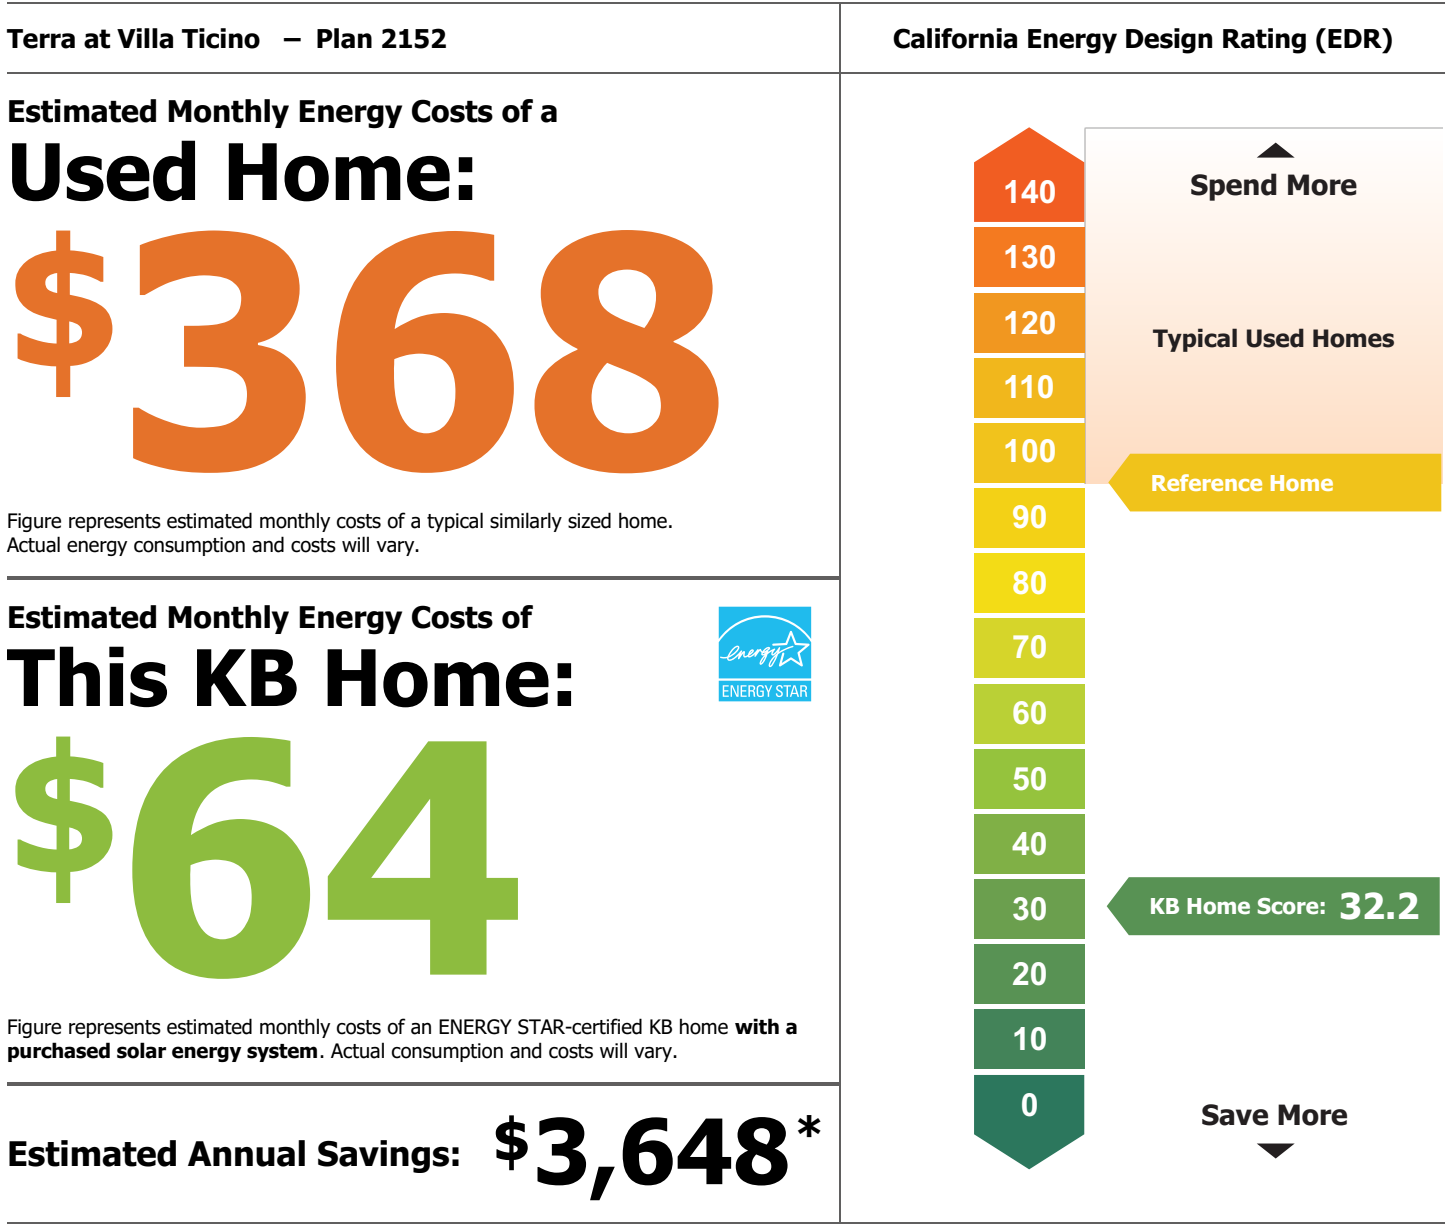 Terra at Villa Ticino – Plan 2152
California Energy Design Rating (EDR)
Estimated Monthly Energy Costs of a
Used Home:
$368
Figure represents estimated monthly costs of a typical similarly sized home.
Actual energy consumption and costs will vary.
Estimated Monthly Energy Costs of
This KB Home:
energy
ENERGY STAR
$64
Figure represents estimated monthly costs of an ENERGY STAR-certified KB home with a
purchased solar energy system. Actual consumption and costs will vary.
Estimated Annual Savings: $3,648*
140
Spend More
130
120
Typical Used Homes
110
100
Reference Home
90
80
70
60
50
40
30
KB Home Score: 32.2
20
10
0
Save More